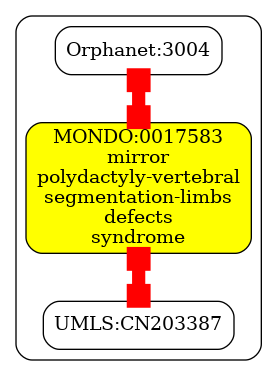 Orphanet:3004
MONDO:0017583
mirror
polydactyly-vertebral
segmentation-limbs
defects
syndrome
UMLS:CN203387